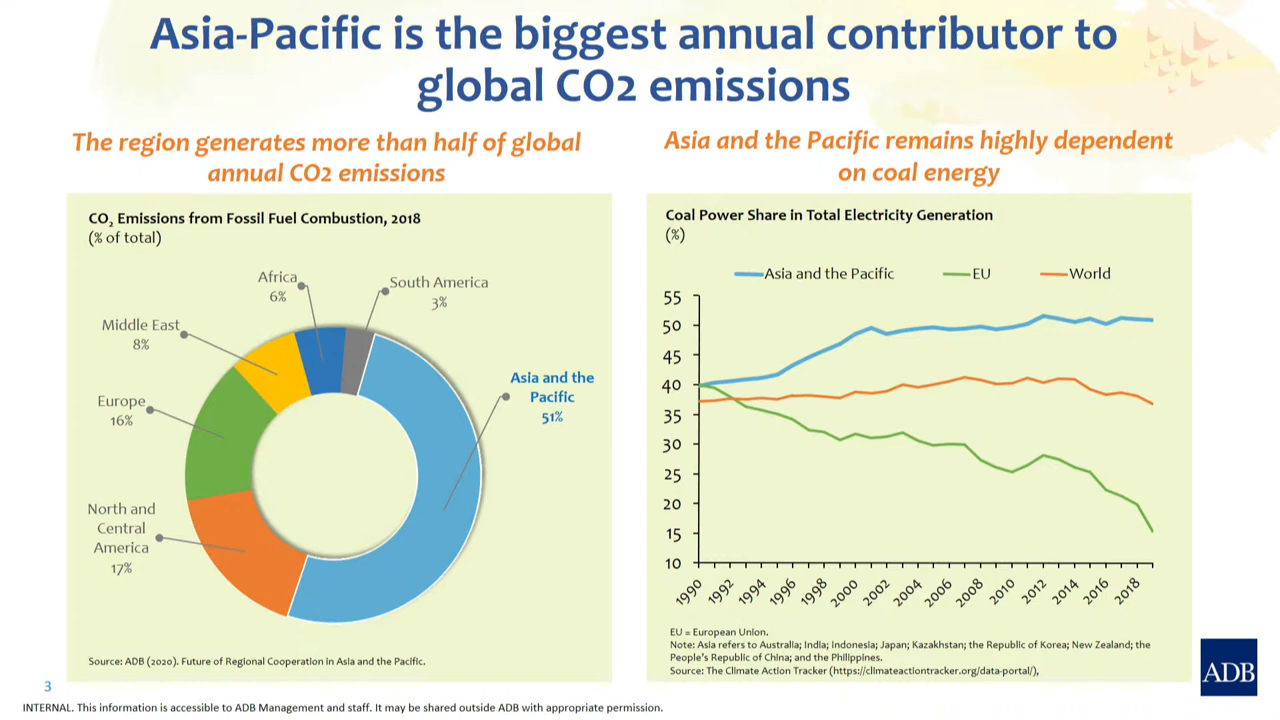 Asia-Pacific is the biggest annual contributor to
global CO2 emissions
The region generates more than half of global
annual CO2 emissions
CO₂ Emissions from Fossil Fuel Combustion, 2018
(% of total)
Africa
6%
South America
3%
Middle East
8%
Asia and the
Pacific
51%
Europe
16%
North and
Central
America
17%
Source: ADB (2020). Future of Regional Cooperation in Asia and the Pacific.
Asia and the Pacific remains highly dependent
on coal energy
Coal Power Share in Total Electricity Generation
(%)
Asia and the Pacific
EU
World
55
50
45
40
35
30
25
20
15
10
1990
1992
1994
1996
1998
2000
2002
2004
2006
2008
2010
2012
2014
2016
2018
EU = European Union.
Note: Asia refers to Australia; India; Indonesia; Japan; Kazakhstan; the Republic of Korea; New Zealand; the
People's Republic of China; and the Philippines.
Source: The Climate Action Tracker (https://climateactiontracker.org/data-portal/),
ADB
3
INTERNAL. This information is accessible to ADB Management and staff. It may be shared outside ADB with appropriate permission.